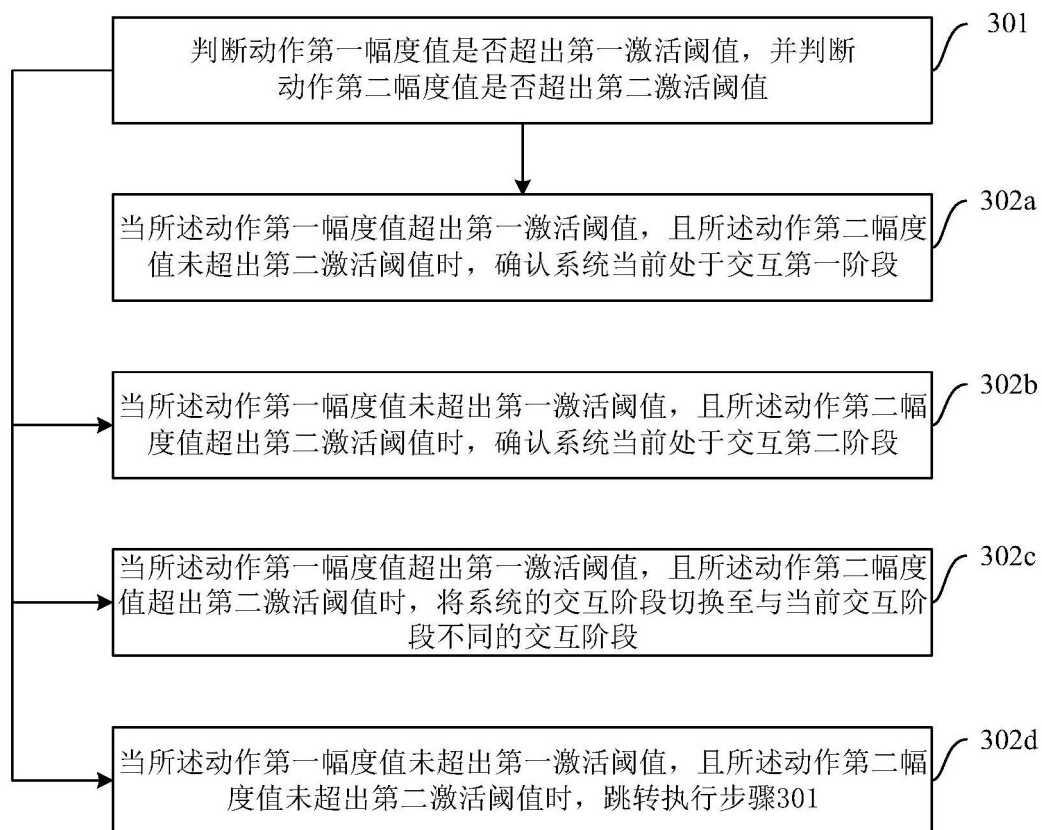 301
判断动作第一幅度值是否超出第一激活阈值，并判断
动作第二幅度值是否超出第二激活阈值
302a
当所述动作第一幅度值超出第一激活阈值，且所述动作第二幅度
值未超出第二激活阈值时，确认系统当前处于交互第一阶段
302b
当所述动作第一幅度值未超出第一激活阈值，且所述动作第二幅
度值超出第二激活阈值时，确认系统当前处于交互第二阶段
302c
当所述动作第一幅度值超出第一激活阈值，且所述动作第二幅度
值超出第二激活阈值时，将系统的交互阶段切换至与当前交互阶
段不同的交互阶段
302d
当所述动作第一幅度值未超出第一激活阈值，且所述动作第二幅
度值未超出第二激活阈值时，跳转执行步骤301